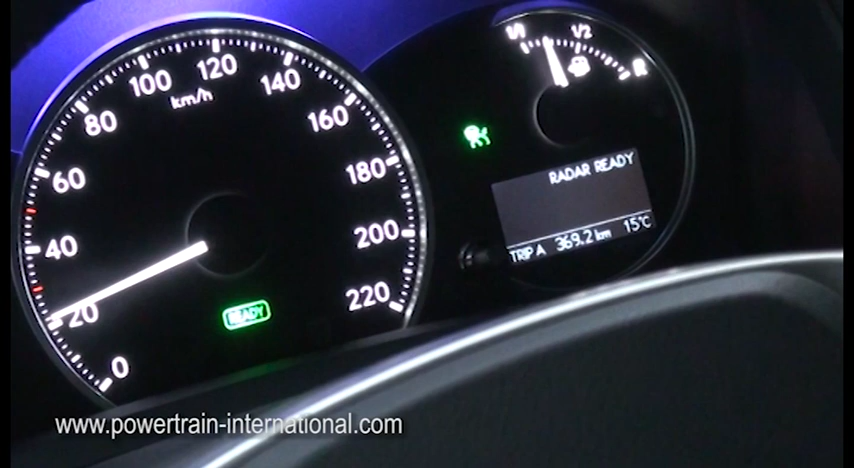 0
20
40
60
80
100
120
140
160
180
200
220
km/h
READY
1/1
1/2
R
RADAR READY
TRIP A 369.2 km 15°C
www.powertrain-international.com